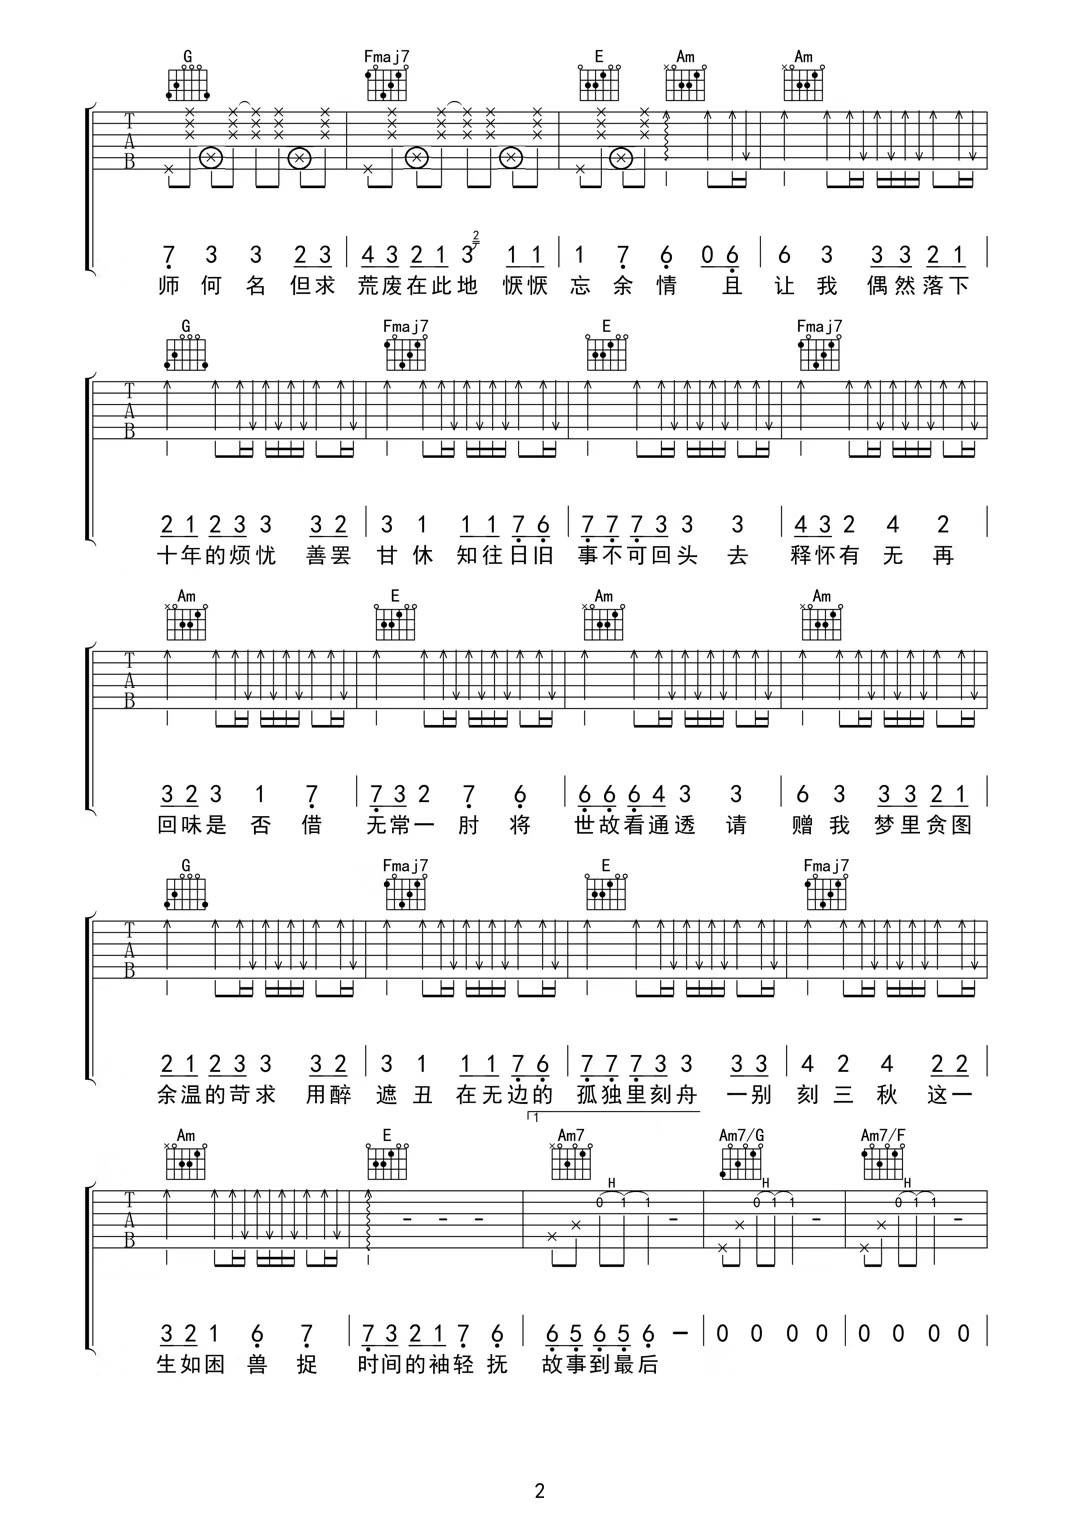 G Fmaj7 E Am Am
T
A
B
7 3 3 2 3 4 3 2 1 3 2 1 1 1 1 1 7 6 0 6 6 3 3 3 2 1
师何名但求荒废在此地恹恹忘余情且让我偶然落下
G Fmaj7 E Fmaj7
T
A
B
2 1 2 3 3 3 2 3 1 1 1 7 6 7 7 7 3 3 3 4 3 2 4 2
十年的烦忧善罢甘休知往日旧事不可回头去释怀有无再
Am E Am Am
T
A
B
3 2 3 1 7 7 3 2 7 6 6 6 6 4 3 3 6 3 3 3 2 1
回味是否借无常一肘将世故看通透请赠我梦里贪图
G Fmaj7 E Fmaj7
T
A
B
2 1 2 3 3 3 2 3 1 1 1 7 6 7 7 7 3 3 3 3 4 2 4 2 2
余温的苛求用醉遮丑在无边的孤独里刻舟一别刻三秋这一
1
Am E Am7 Am7/G Am7/F
H H H
T
A
B
- - - 0 1 1 - 0 1 1 - 0 1 1 -
3 2 1 6 7 7 3 2 1 7 6 6 5 6 5 6 - 0 0 0 0 0 0 0 0
生如困兽捉时间的袖轻抚故事到最后
2